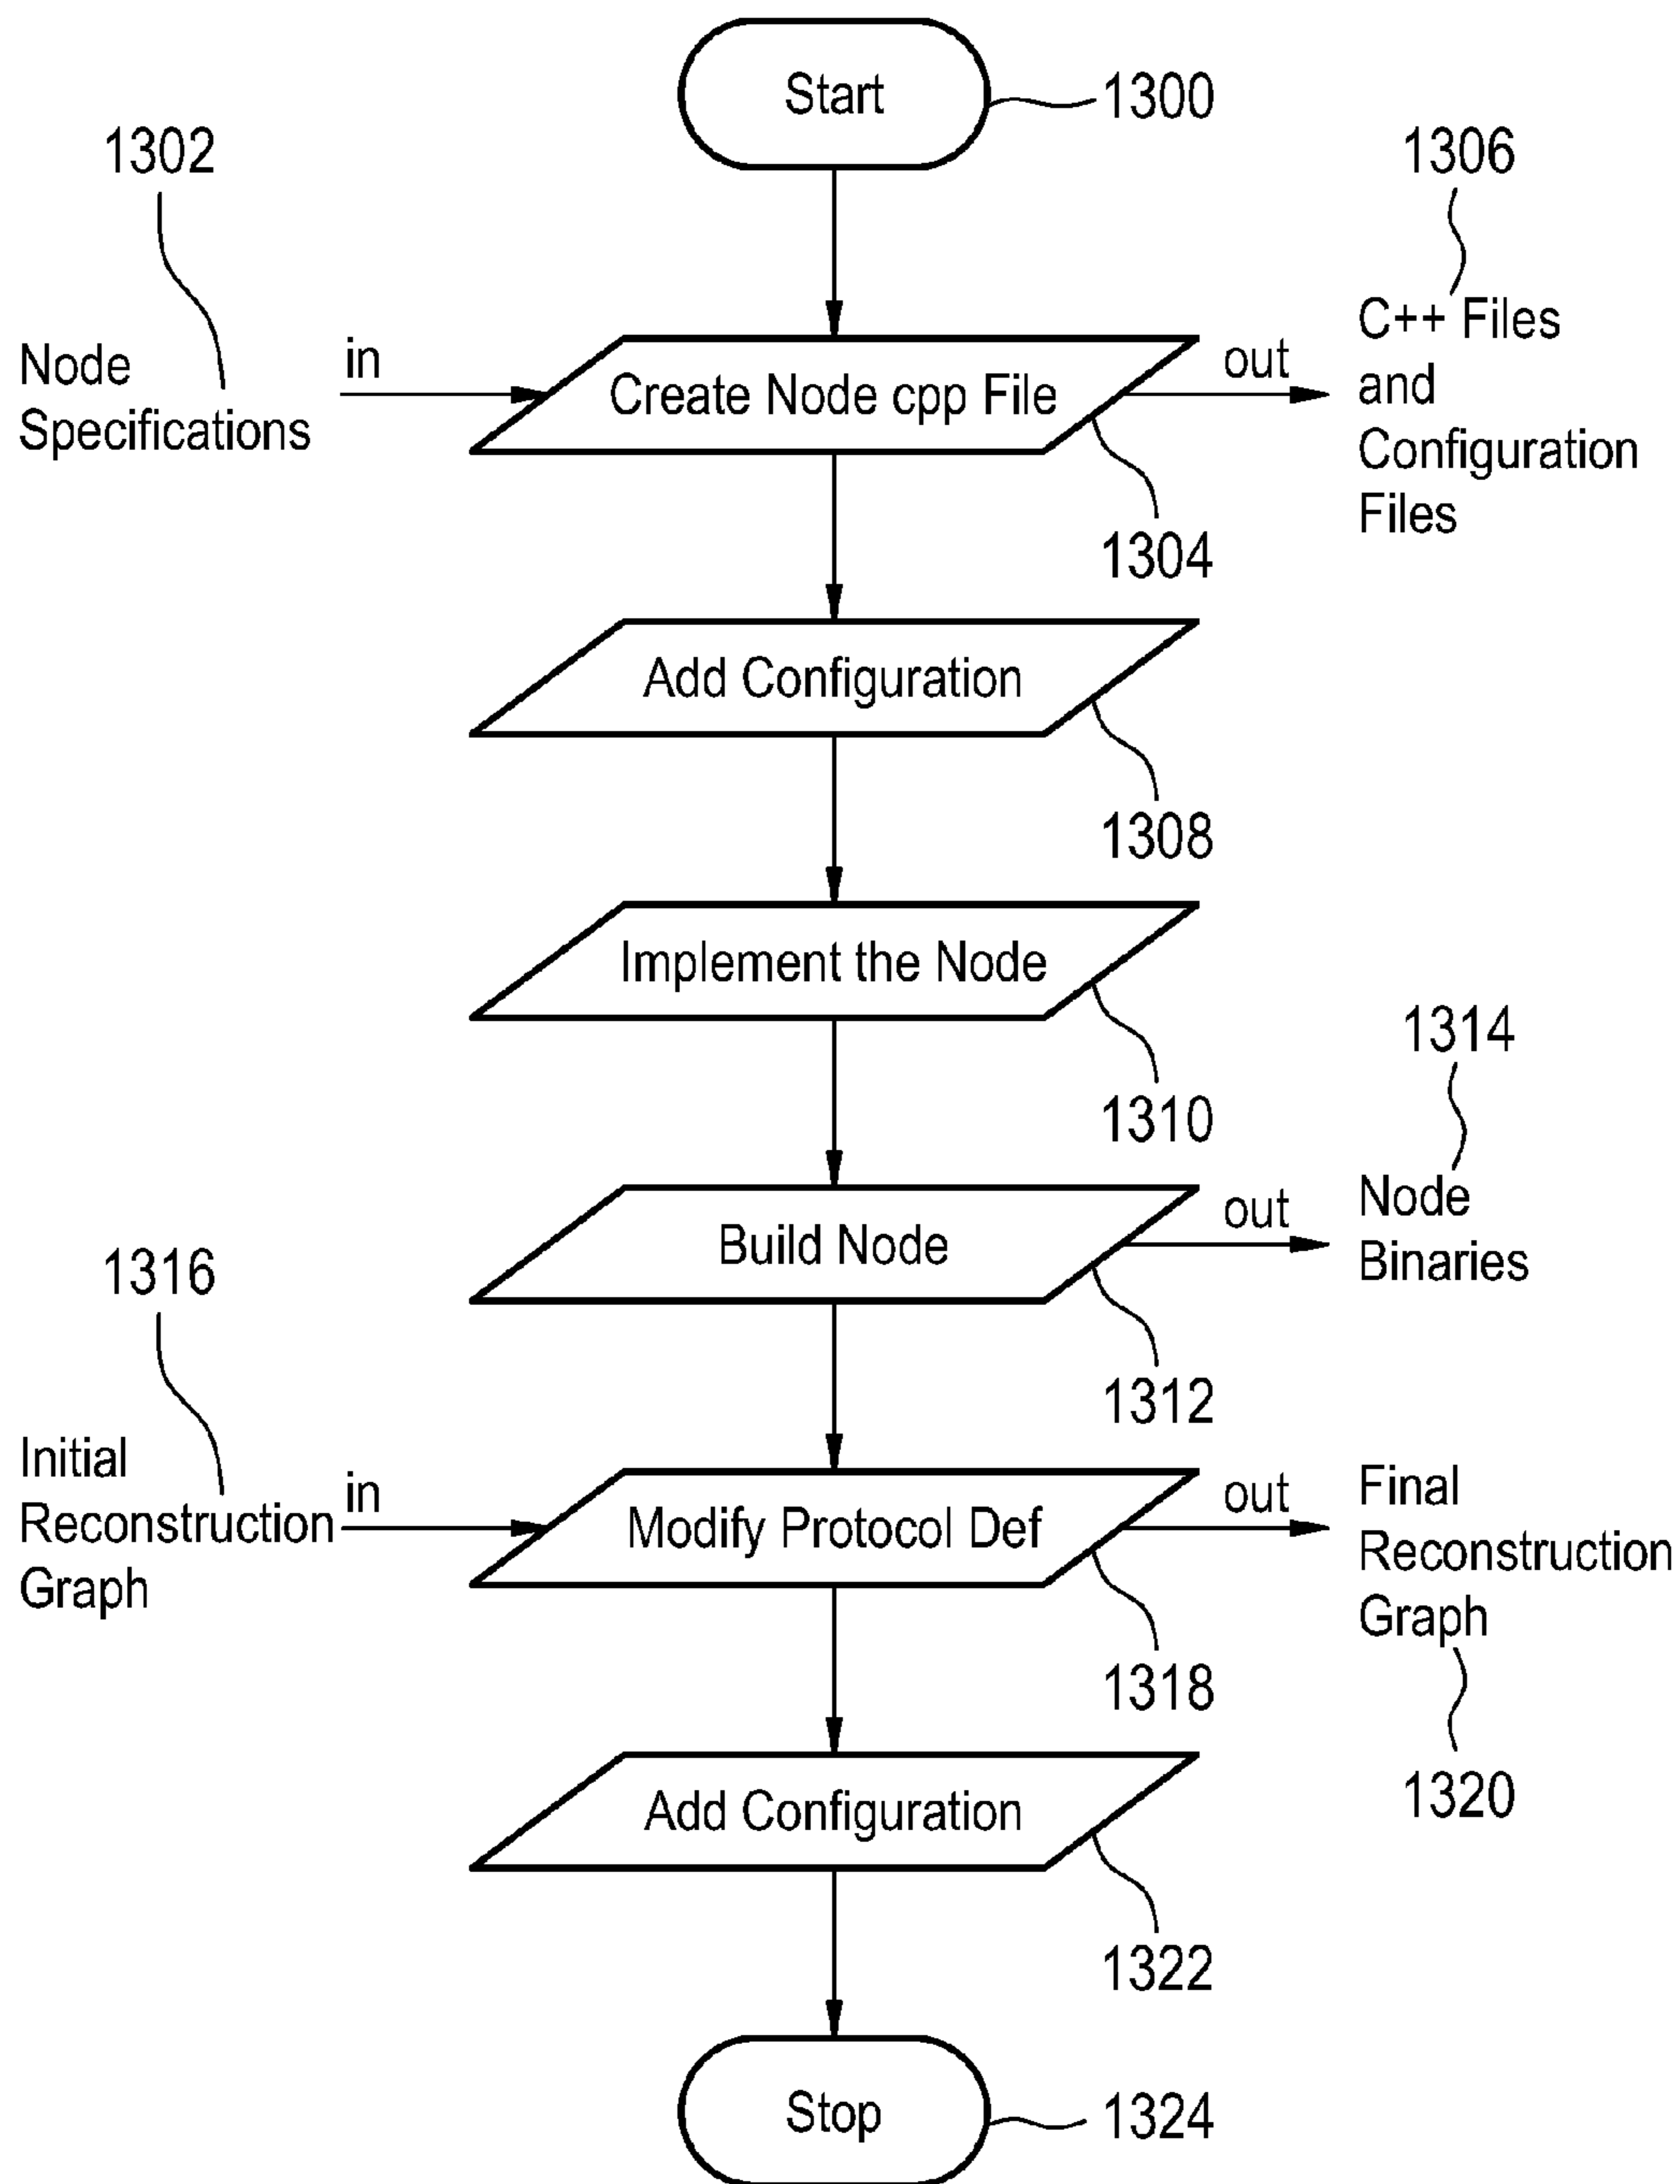 Start
1300
1302
1306
Node
Specifications
in
Create Node cpp File
out
C++ Files
and
Configuration
Files
1304
Add Configuration
1308
Implement the Node
1310
1314
Build Node
out
Node
Binaries
1312
1316
Initial
Reconstruction
Graph
in
Modify Protocol Def
out
Final
Reconstruction
Graph
1318
1320
Add Configuration
1322
Stop
1324